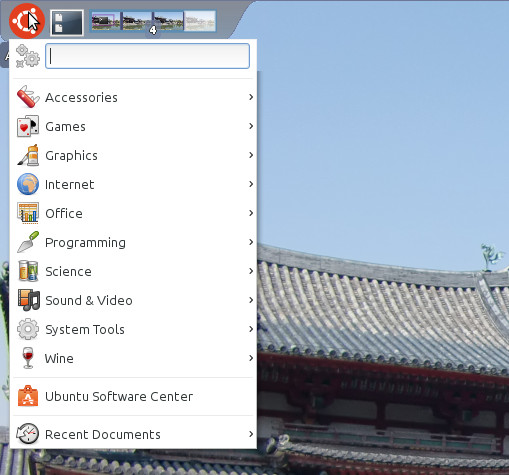 4
Accessories
Games
Graphics
Internet
Office
Programming
Science
Sound & Video
System Tools
Wine
Ubuntu Software Center
Recent Documents